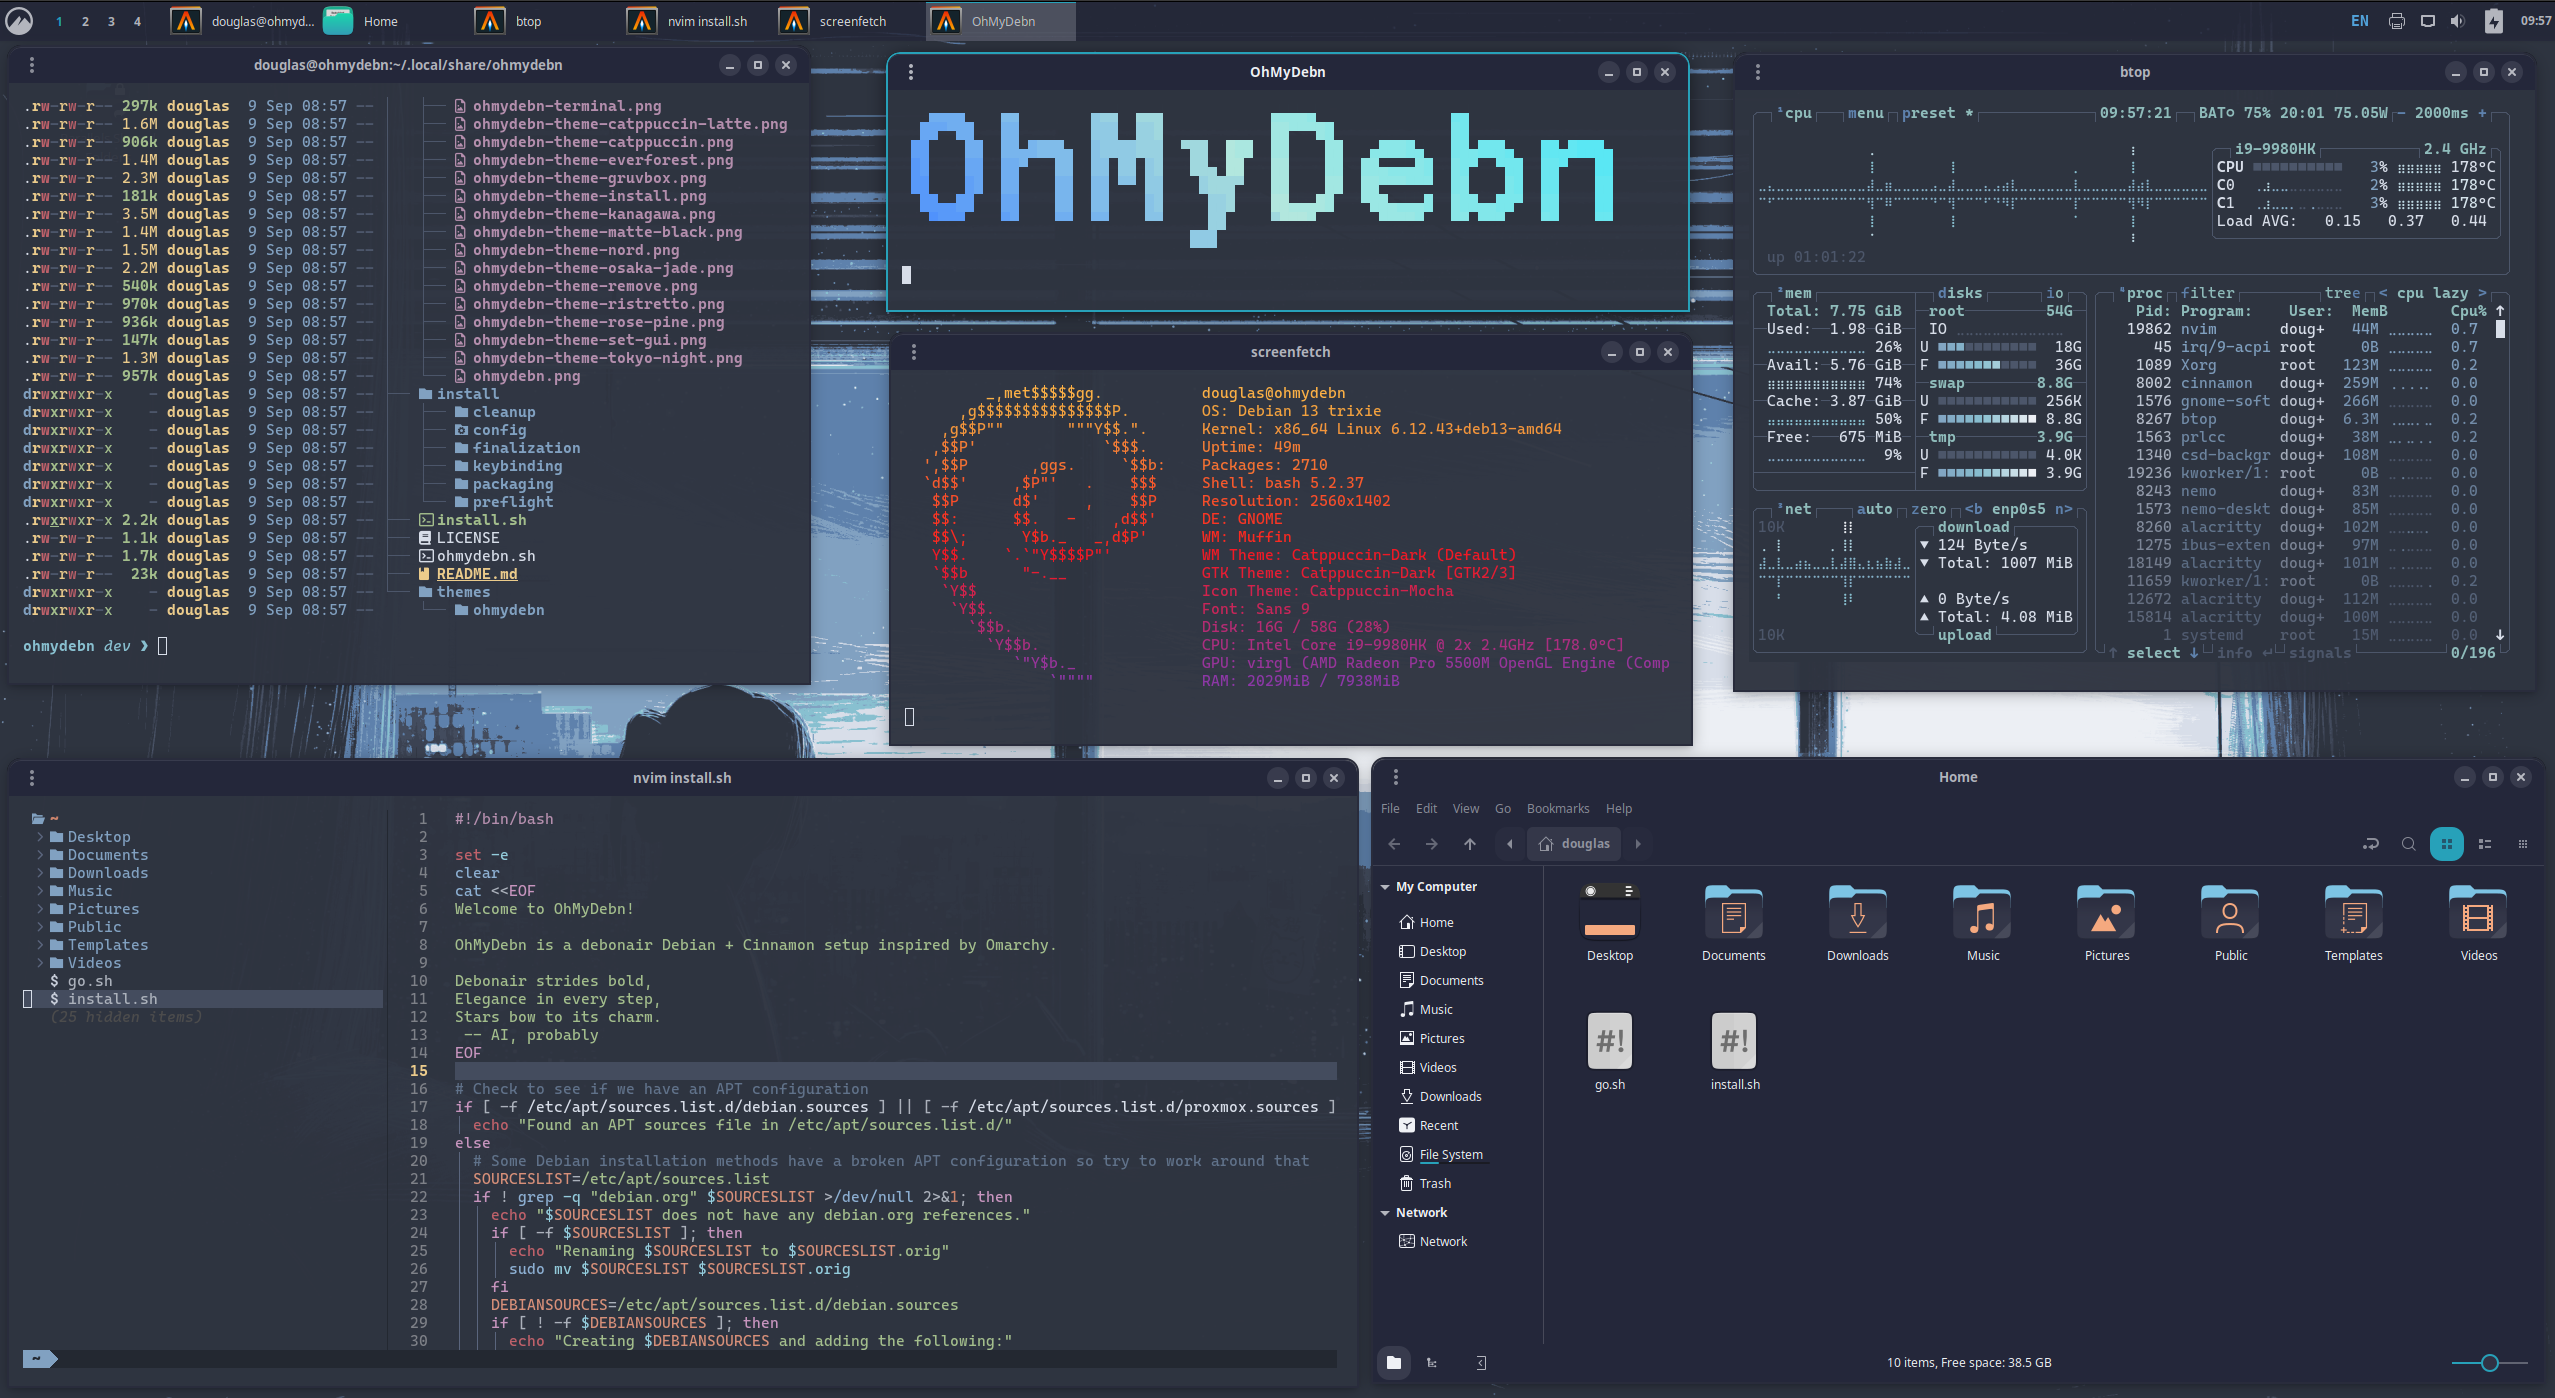 1 2 3 4 douglas@ohmyd... Home btop nvim install.sh screenfetch OhMyDebn EN 09:57
douglas@ohmydebn:~/.local/share/ohmydebn
.rw-rw-r-- 297k douglas 9 Sep 08:57 -- ohmydebn-terminal.png
.rw-rw-r-- 1.6M douglas 9 Sep 08:57 -- ohmydebn-theme-catppuccin-latte.png
.rw-rw-r-- 906k douglas 9 Sep 08:57 -- ohmydebn-theme-catppuccin.png
.rw-rw-r-- 1.4M douglas 9 Sep 08:57 -- ohmydebn-theme-everforest.png
.rw-rw-r-- 2.3M douglas 9 Sep 08:57 -- ohmydebn-theme-gruvbox.png
.rw-rw-r-- 181k douglas 9 Sep 08:57 -- ohmydebn-theme-install.png
.rw-rw-r-- 3.5M douglas 9 Sep 08:57 -- ohmydebn-theme-kanagawa.png
.rw-rw-r-- 1.4M douglas 9 Sep 08:57 -- ohmydebn-theme-matte-black.png
.rw-rw-r-- 1.5M douglas 9 Sep 08:57 -- ohmydebn-theme-nord.png
.rw-rw-r-- 2.2M douglas 9 Sep 08:57 -- ohmydebn-theme-osaka-jade.png
.rw-rw-r-- 540k douglas 9 Sep 08:57 -- ohmydebn-theme-remove.png
.rw-rw-r-- 970k douglas 9 Sep 08:57 -- ohmydebn-theme-ristretto.png
.rw-rw-r-- 936k douglas 9 Sep 08:57 -- ohmydebn-theme-rose-pine.png
.rw-rw-r-- 147k douglas 9 Sep 08:57 -- ohmydebn-theme-set-gui.png
.rw-rw-r-- 1.3M douglas 9 Sep 08:57 -- ohmydebn-theme-tokyo-night.png
.rw-rw-r-- 957k douglas 9 Sep 08:57 -- ohmydebn.png
drwxrwxr-x - douglas 9 Sep 08:57 -- install
drwxrwxr-x - douglas 9 Sep 08:57 -- cleanup
drwxrwxr-x - douglas 9 Sep 08:57 -- config
drwxrwxr-x - douglas 9 Sep 08:57 -- finalization
drwxrwxr-x - douglas 9 Sep 08:57 -- keybinding
drwxrwxr-x - douglas 9 Sep 08:57 -- packaging
drwxrwxr-x - douglas 9 Sep 08:57 -- preflight
.rwxrwxr-x 2.2k douglas 9 Sep 08:57 -- install.sh
.rw-rw-r-- 1.1k douglas 9 Sep 08:57 -- LICENSE
.rw-rw-r-- 1.7k douglas 9 Sep 08:57 -- ohmydebn.sh
.rw-rw-r-- 23k douglas 9 Sep 08:57 -- README.md
drwxrwxr-x - douglas 9 Sep 08:57 -- themes
drwxrwxr-x - douglas 9 Sep 08:57 -- ohmydebn
ohmydebn dev ❯
OhMyDebn
OhMyDebn
screenfetch
_,met$$$$$gg. douglas@ohmydebn
,g$$$$$$$$$$$$$$$P. OS: Debian 13 trixie
,g$$P"" """Y$$.". Kernel: x86_64 Linux 6.12.43+deb13-amd64
,$$P' `$$$. Uptime: 49m
',$$P ,ggs. `$$b: Packages: 2710
`d$$' ,$P"' . $$$ Shell: bash 5.2.37
$$P d$' , $$P Resolution: 2560x1402
$$: $$. - ,d$$' DE: GNOME
$$\; Y$b._ _,d$P' WM: Muffin
Y$$. `.`"Y$$$$P"' WM Theme: Catppuccin-Dark (Default)
`$$b "-.__ GTK Theme: Catppuccin-Dark [GTK2/3]
`Y$$ Icon Theme: Catppuccin-Mocha
`Y$$. Font: Sans 9
`$$b. Disk: 16G / 58G (28%)
`Y$$b. CPU: Intel Core i9-9980HK @ 2x 2.4GHz [178.0°C]
`"Y$b._ GPU: virgl (AMD Radeon Pro 5500M OpenGL Engine (Comp
`"""" RAM: 2029MiB / 7938MiB
btop
¹cpu menu preset * 09:57:21 BAT 75% 20:01 75.05W - 2000ms +
i9-9980HK 2.4 GHz
CPU 3% 178°C
C0 2% 178°C
C1 3% 178°C
Load AVG: 0.15 0.37 0.44
up 01:01:22
²mem
Total: 7.75 GiB
Used: 1.98 GiB
26%
Avail: 5.76 GiB
74%
Cache: 3.87 GiB
50%
Free: 675 MiB
9%
disks io
root 54G
IO
U 18G
F 36G
swap 8.8G
U 256K
F 8.8G
tmp 3.9G
U 4.0K
F 3.9G
³net auto zero <b enp0s5 n>
10K
download
▼ 124 Byte/s
▼ Total: 1007 MiB
▲ 0 Byte/s
▲ Total: 4.08 MiB
10K upload
⁴proc filter tree < cpu lazy >
Pid: Program: User: MemB Cpu% ↑
19862 nvim doug+ 44M 0.7
45 irq/9-acpi root 0B 0.7
1089 Xorg root 123M 0.2
8002 cinnamon doug+ 259M 0.0
1576 gnome-soft doug+ 266M 0.0
8267 btop doug+ 6.3M 0.2
1563 prlcc doug+ 38M 0.2
1340 csd-backgr doug+ 108M 0.0
19236 kworker/1: root 0B 0.0
8243 nemo doug+ 83M 0.0
1573 nemo-deskt doug+ 85M 0.0
8260 alacritty doug+ 102M 0.0
1275 ibus-exten doug+ 97M 0.0
18149 alacritty doug+ 101M 0.0
11659 kworker/1: root 0B 0.2
12672 alacritty doug+ 112M 0.0
15814 alacritty doug+ 100M 0.0
1 systemd root 15M 0.0 ↓
↑ select ↓ info ↵ signals 0/196
nvim install.sh
~
Desktop
Documents
Downloads
Music
Pictures
Public
Templates
Videos
$ go.sh
$ install.sh
(25 hidden items)
1 #!/bin/bash
2
3 set -e
4 clear
5 cat <<EOF
6 Welcome to OhMyDebn!
7
8 OhMyDebn is a debonair Debian + Cinnamon setup inspired by Omarchy.
9
10 Debonair strides bold,
11 Elegance in every step,
12 Stars bow to its charm.
13 -- AI, probably
14 EOF
15
16 # Check to see if we have an APT configuration
17 if [ -f /etc/apt/sources.list.d/debian.sources ] || [ -f /etc/apt/sources.list.d/proxmox.sources ]
18 echo "Found an APT sources file in /etc/apt/sources.list.d/"
19 else
20 # Some Debian installation methods have a broken APT configuration so try to work around that
21 SOURCESLIST=/etc/apt/sources.list
22 if ! grep -q "debian.org" $SOURCESLIST >/dev/null 2>&1; then
23 echo "$SOURCESLIST does not have any debian.org references."
24 if [ -f $SOURCESLIST ]; then
25 echo "Renaming $SOURCESLIST to $SOURCESLIST.orig"
26 sudo mv $SOURCESLIST $SOURCESLIST.orig
27 fi
28 DEBIANSOURCES=/etc/apt/sources.list.d/debian.sources
29 if [ ! -f $DEBIANSOURCES ]; then
30 echo "Creating $DEBIANSOURCES and adding the following:"
~
Home
File Edit View Go Bookmarks Help
douglas
My Computer
Home
Desktop
Documents
Music
Pictures
Videos
Downloads
Recent
File System
Trash
Network
Network
Desktop Documents Downloads Music Pictures Public Templates Videos
#! #!
go.sh install.sh
10 items, Free space: 38.5 GB